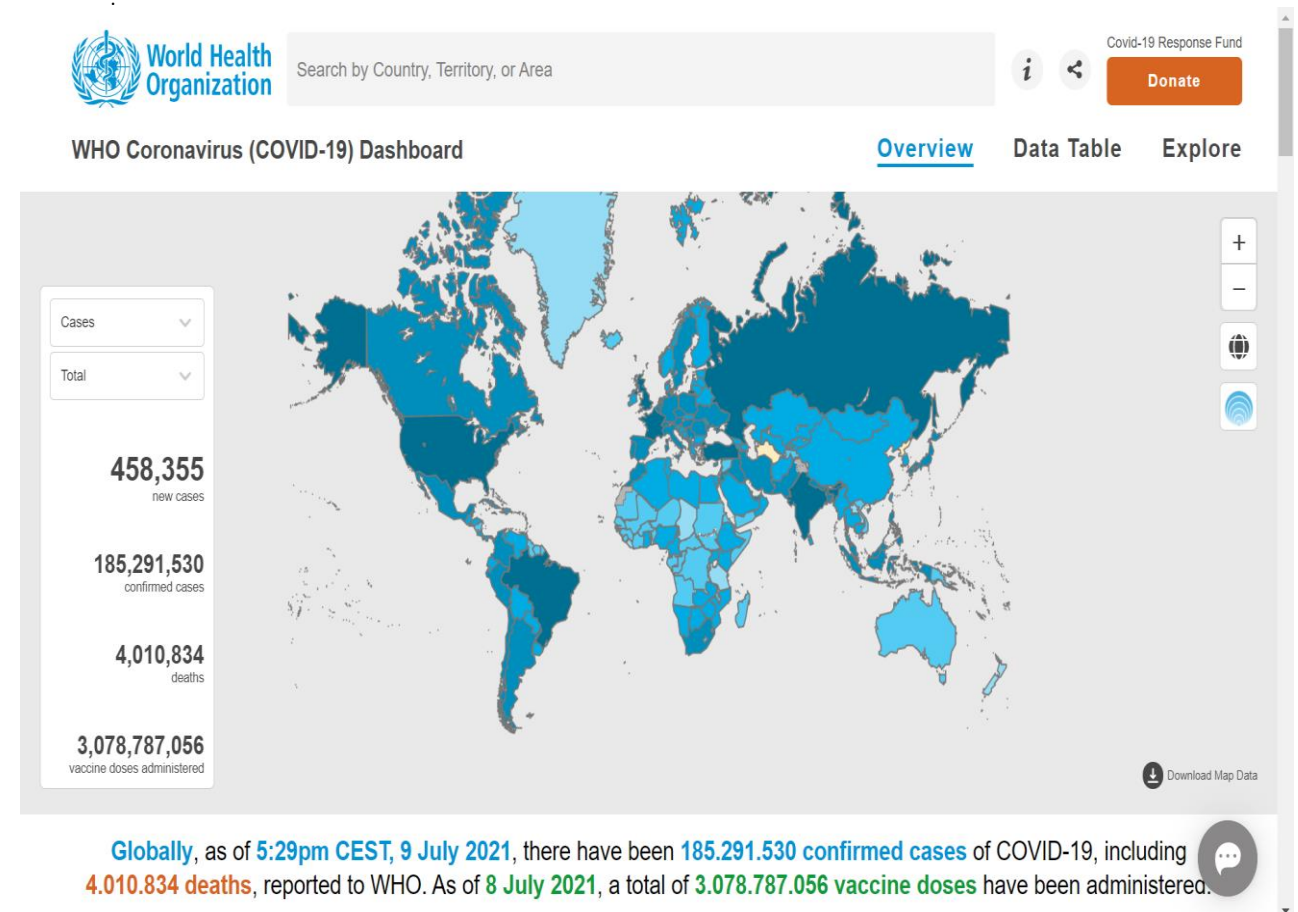 World Health
Organization
Search by Country, Territory, or Area
i
Covid-19 Response Fund
Donate
WHO Coronavirus (COVID-19) Dashboard
Overview Data Table Explore
+
−
Cases
Total
458,355
new cases
185,291,530
confirmed cases
4,010,834
deaths
3,078,787,056
vaccine doses administered
Download Map Data
Globally, as of 5:29pm CEST, 9 July 2021, there have been 185.291.530 confirmed cases of COVID-19, including
4.010.834 deaths, reported to WHO. As of 8 July 2021, a total of 3.078.787.056 vaccine doses have been administered.